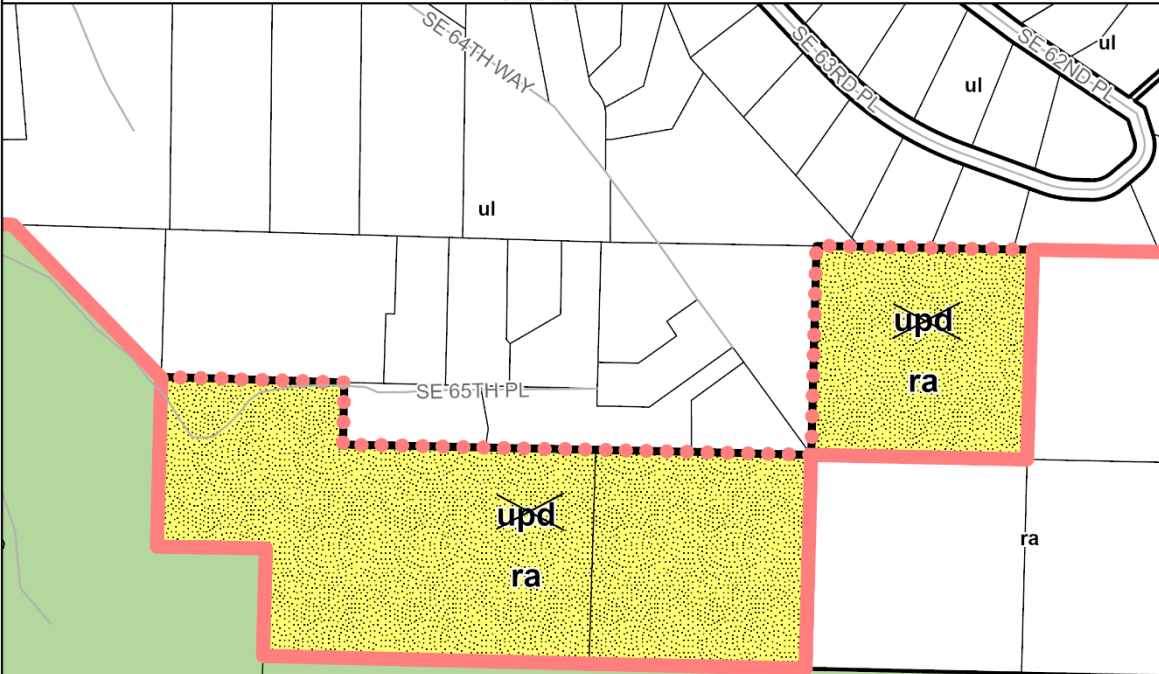 SE 64TH WAY
SE 63RD PL
SE 62ND PL
ul
ul
ul
upd
ra
SE 65TH PL
upd
ra
ra